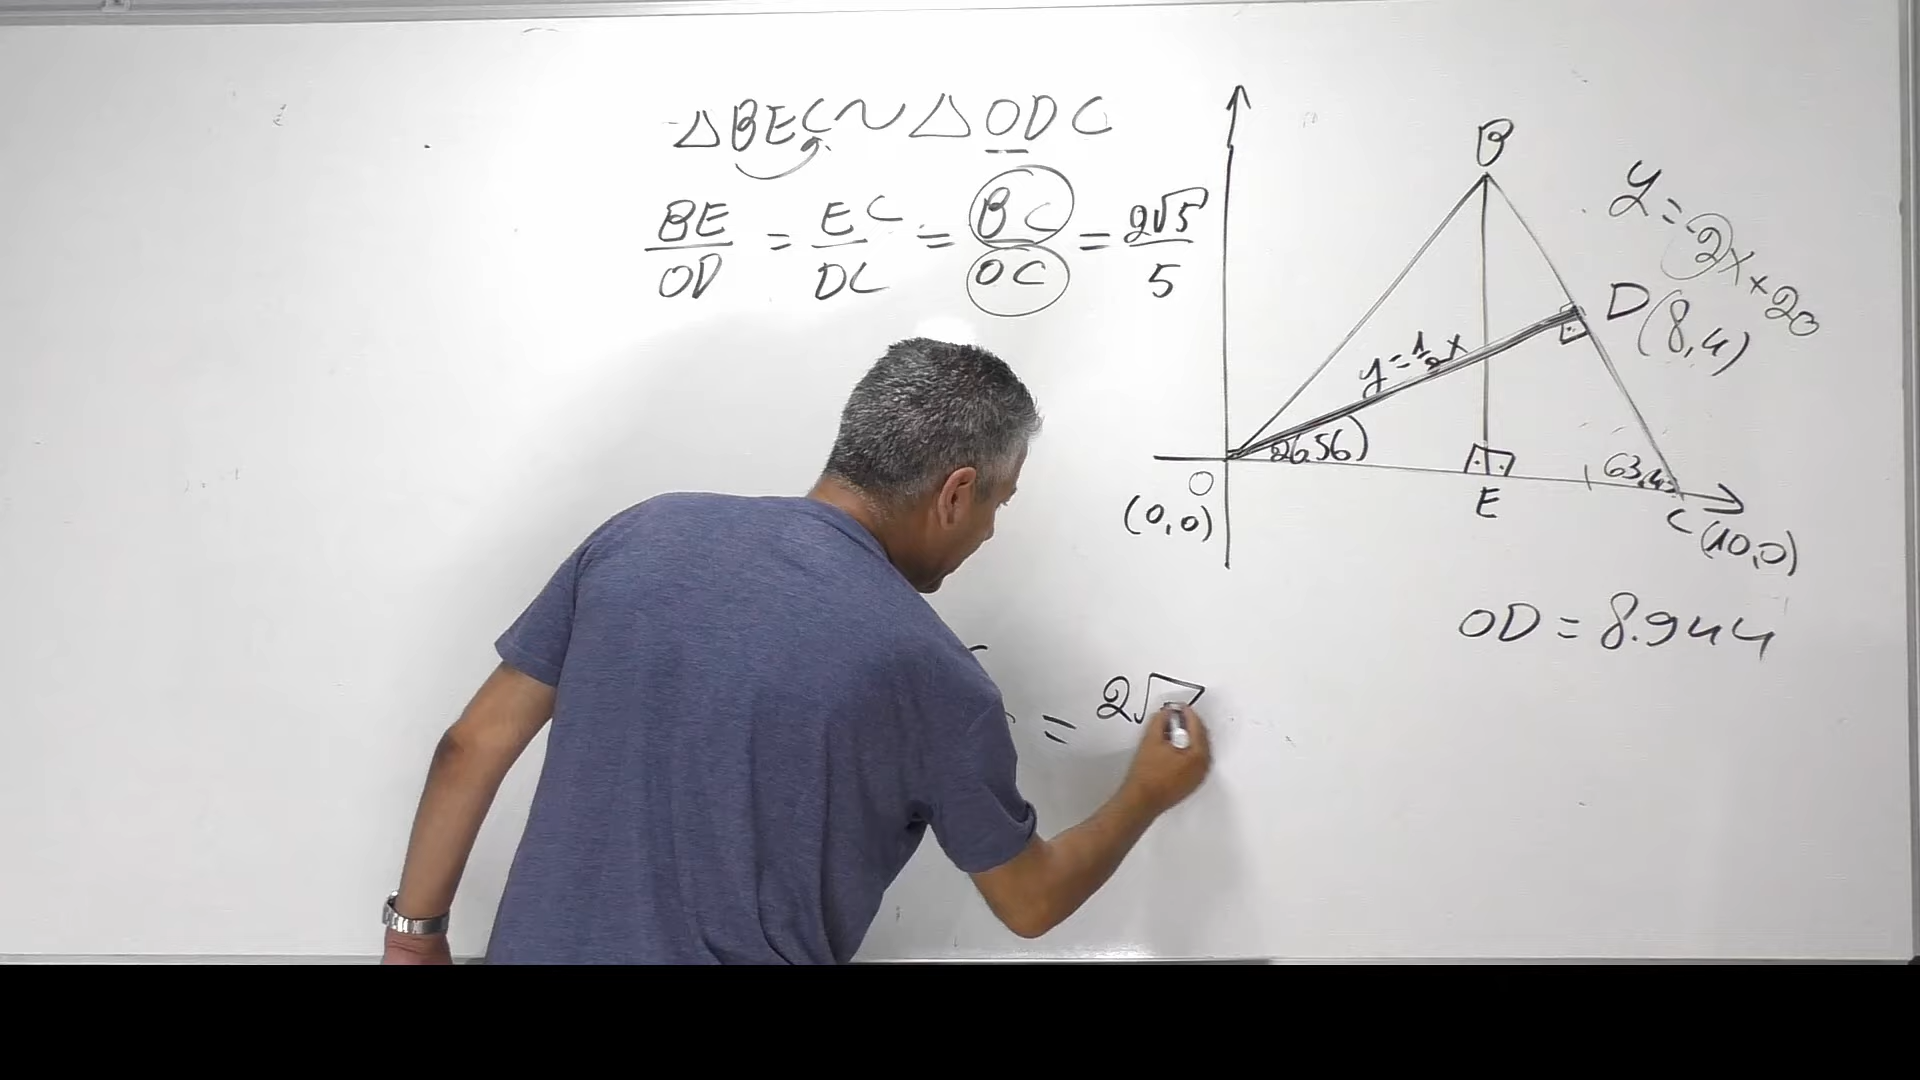 △BEC ~ △ODC
BE/OD = EC/DC = BC/OC = 2√5/5
= 2√
B
y = -2x + 20
D(8,4)
y = 1/2 x
26.56
63,43
O
(0,0)
E
C(10,0)
OD = 8.944